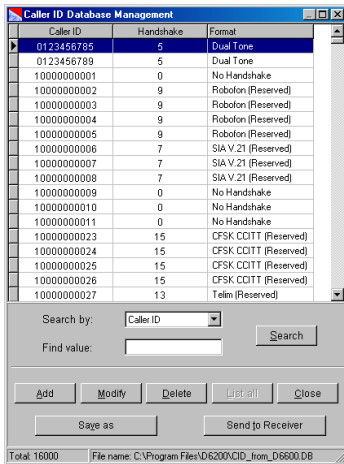 Caller ID Database Management
Caller ID Handshake Format
0123456785 5 Dual Tone
0123456789 5 Dual Tone
10000000001 0 No Handshake
10000000002 9 Robofon (Reserved)
10000000003 9 Robofon (Reserved)
10000000004 9 Robofon (Reserved)
10000000005 9 Robofon (Reserved)
10000000006 7 SIA V.21 (Reserved)
10000000007 7 SIA V.21 (Reserved)
10000000008 7 SIA V.21 (Reserved)
10000000009 0 No Handshake
10000000010 0 No Handshake
10000000011 0 No Handshake
10000000023 15 CFSK CCITT (Reserved)
10000000024 15 CFSK CCITT (Reserved)
10000000025 15 CFSK CCITT (Reserved)
10000000026 15 CFSK CCITT (Reserved)
10000000027 13 Telim (Reserved)
Search by: Caller ID
Search
Find value:
Add Modify Delete List all Close
Save as Send to Receiver
Total: 16000 File name: C:\Program Files\D6200\CID_from_D6600.DB